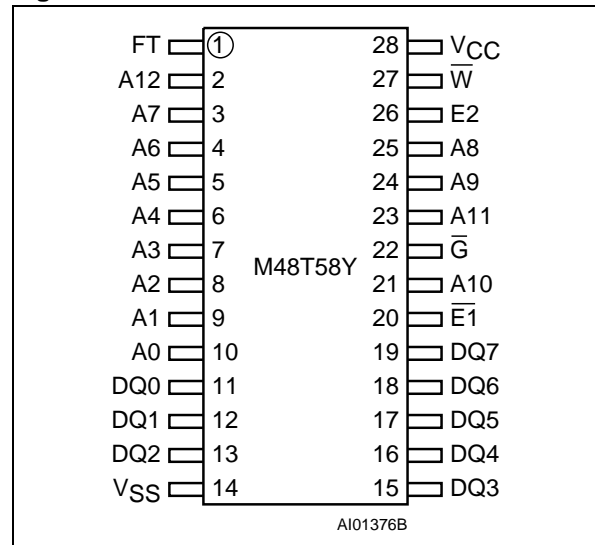 FT 1 28 VCC
A12 2 27 W̅
A7 3 26 E2
A6 4 25 A8
A5 5 24 A9
A4 6 23 A11
A3 7 22 G̅
M48T58Y
A2 8 21 A10
A1 9 20 E̅1̅
A0 10 19 DQ7
DQ0 11 18 DQ6
DQ1 12 17 DQ5
DQ2 13 16 DQ4
VSS 14 15 DQ3
AI01376B